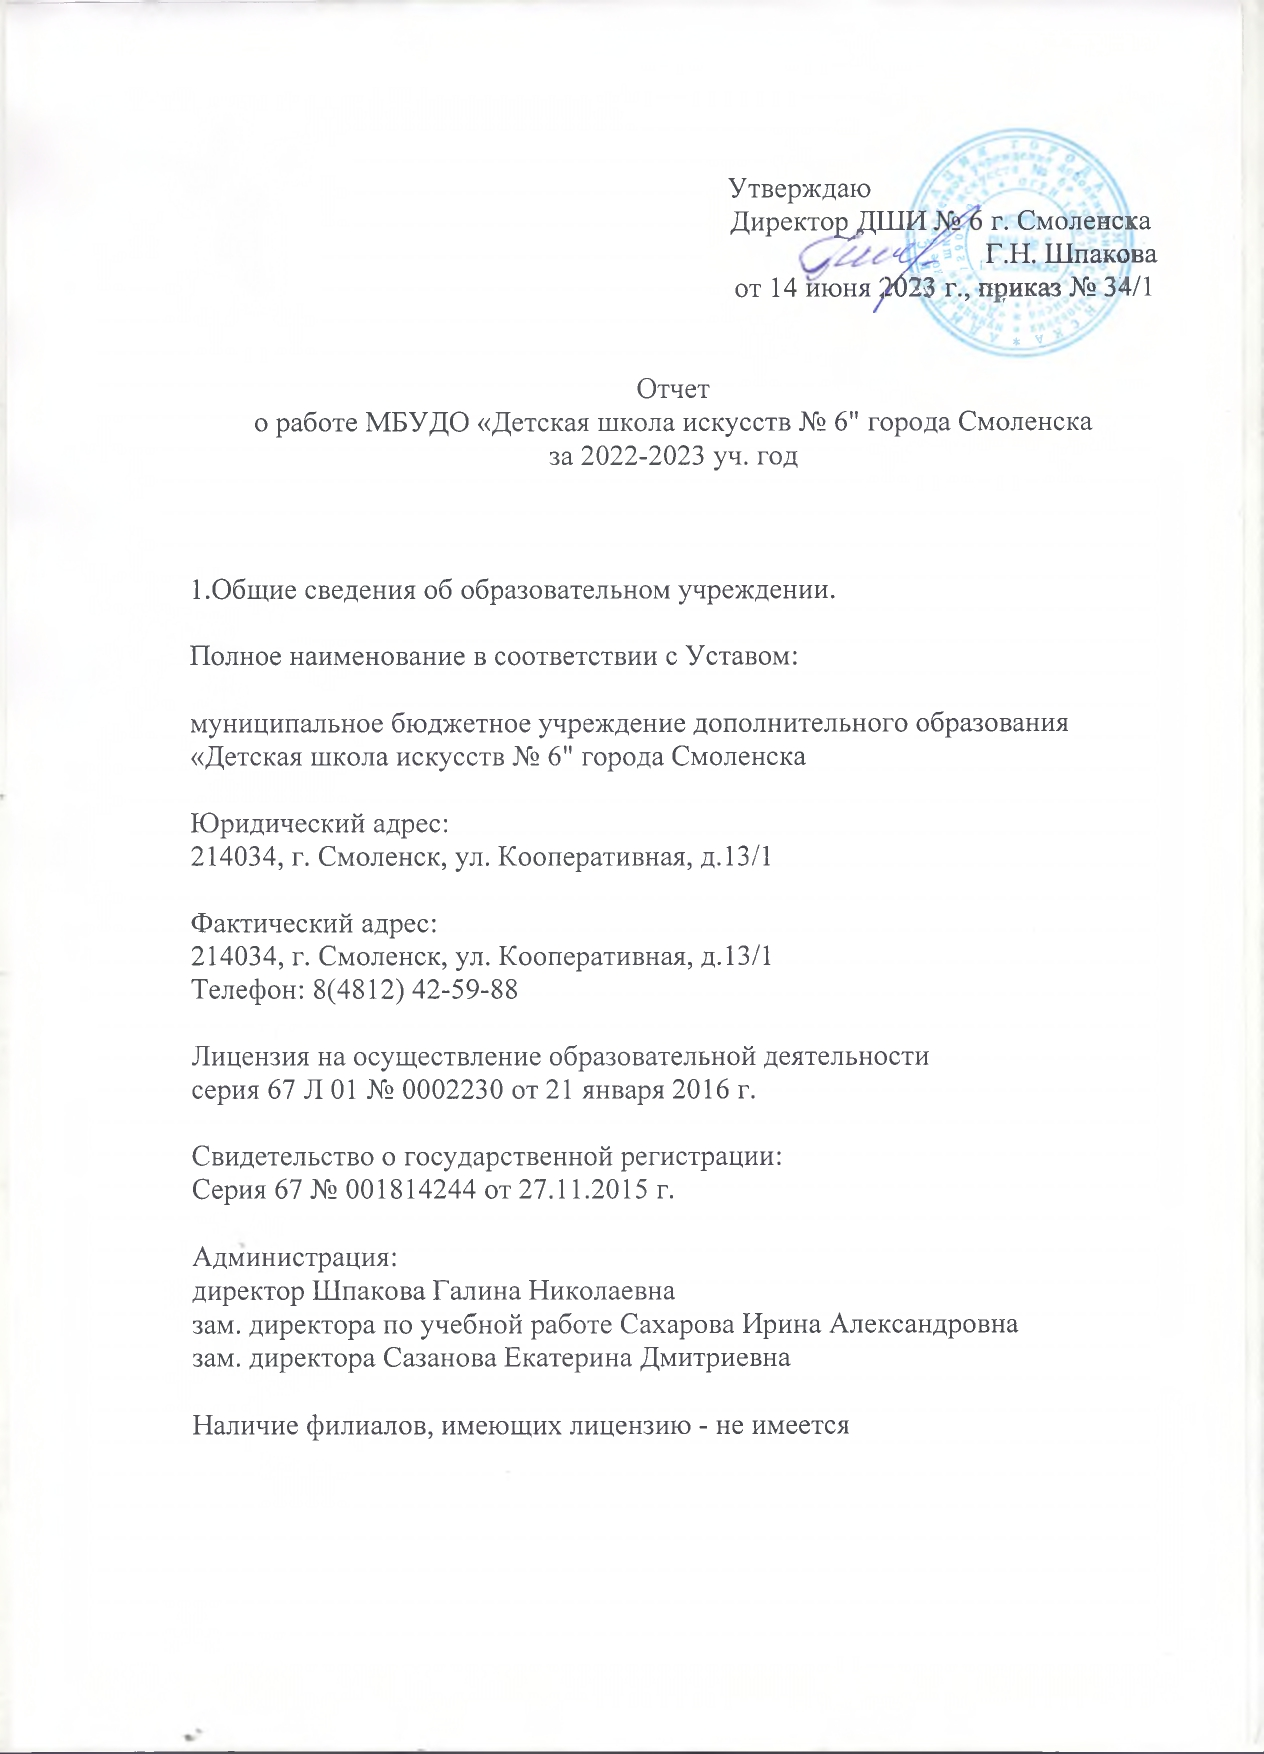 Утверждаю
Директор ДШИ № 6 г. Смоленска
Г.Н. Шпакова
от 14 июня 2023 г., приказ № 34/1
Отчет
о работе МБУДО «Детская школа искусств № 6" города Смоленска
за 2022-2023 уч. год
1.Общие сведения об образовательном учреждении.
Полное наименование в соответствии с Уставом:
муниципальное бюджетное учреждение дополнительного образования
«Детская школа искусств № 6" города Смоленска
Юридический адрес:
214034, г. Смоленск, ул. Кооперативная, д.13/1
Фактический адрес:
214034, г. Смоленск, ул. Кооперативная, д.13/1
Телефон: 8(4812) 42-59-88
Лицензия на осуществление образовательной деятельности
серия 67 Л 01 № 0002230 от 21 января 2016 г.
Свидетельство о государственной регистрации:
Серия 67 № 001814244 от 27.11.2015 г.
Администрация:
директор Шпакова Галина Николаевна
зам. директора по учебной работе Сахарова Ирина Александровна
зам. директора Сазанова Екатерина Дмитриевна
Наличие филиалов, имеющих лицензию - не имеется